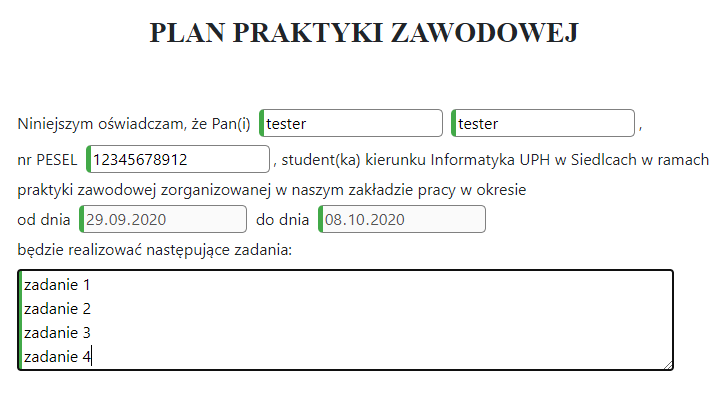 PLAN PRAKTYKI ZAWODOWEJ
Niniejszym oświadczam, że Pan(i) tester tester ,
nr PESEL 12345678912 , student(ka) kierunku Informatyka UPH w Siedlcach w ramach
praktyki zawodowej zorganizowanej w naszym zakładzie pracy w okresie
od dnia 29.09.2020 do dnia 08.10.2020
będzie realizować następujące zadania:
zadanie 1
zadanie 2
zadanie 3
zadanie 4